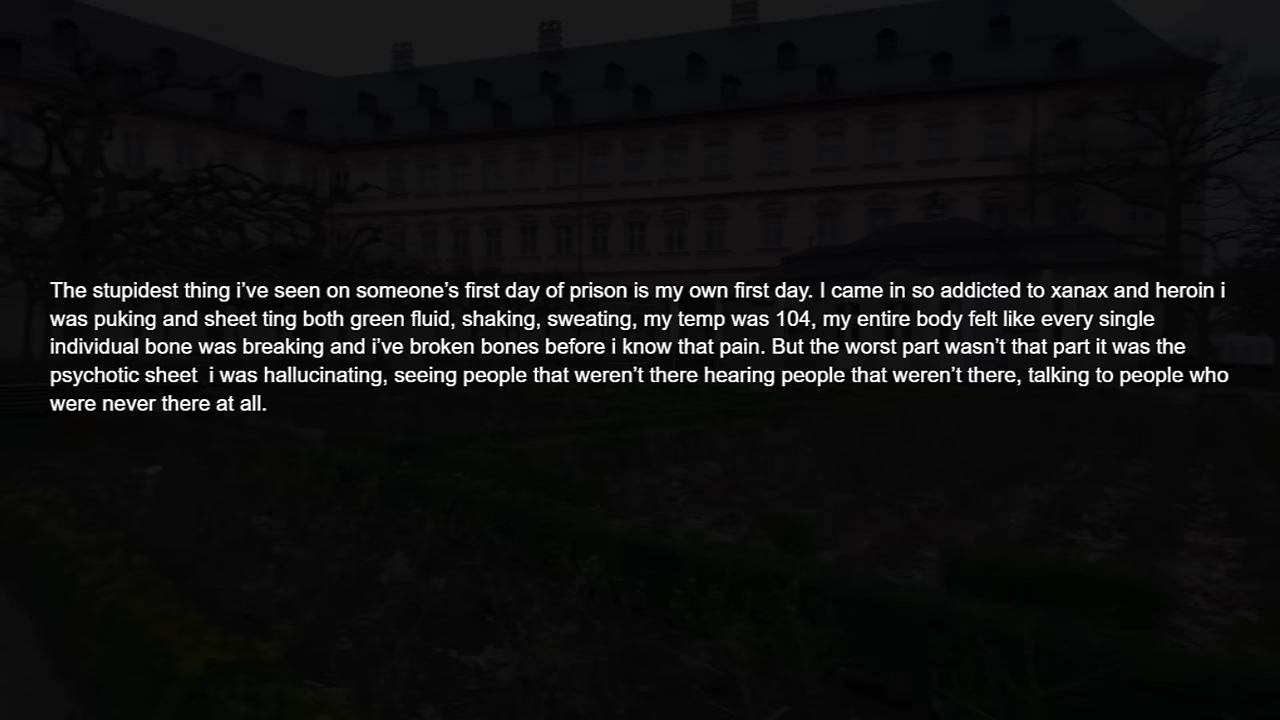 The stupidest thing i’ve seen on someone’s first day of prison is my own first day. I came in so addicted to xanax and heroin i
was puking and sheet ting both green fluid, shaking, sweating, my temp was 104, my entire body felt like every single
individual bone was breaking and i’ve broken bones before i know that pain. But the worst part wasn’t that part it was the
psychotic sheet  i was hallucinating, seeing people that weren’t there hearing people that weren’t there, talking to people who
were never there at all.